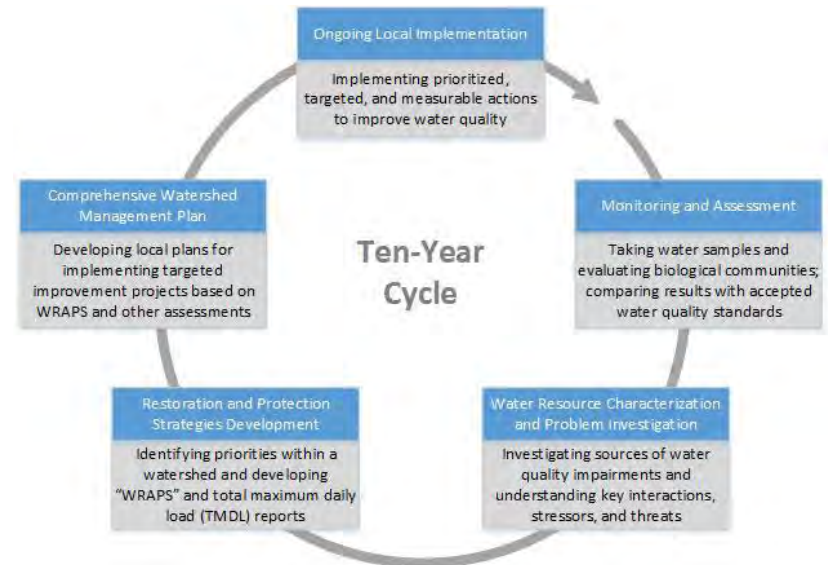 Ongoing Local Implementation
Implementing prioritized,
targeted, and measurable actions
to improve water quality
Comprehensive Watershed
Management Plan
Developing local plans for
implementing targeted
improvement projects based on
WRAPS and other assessments
Ten-Year
Cycle
Monitoring and Assessment
Taking water samples and
evaluating biological communities;
comparing results with accepted
water quality standards
Restoration and Protection
Strategies Development
Identifying priorities within a
watershed and developing
“WRAPS” and total maximum daily
load (TMDL) reports
Water Resource Characterization
and Problem Investigation
Investigating sources of water
quality impairments and
understanding key interactions,
stressors, and threats